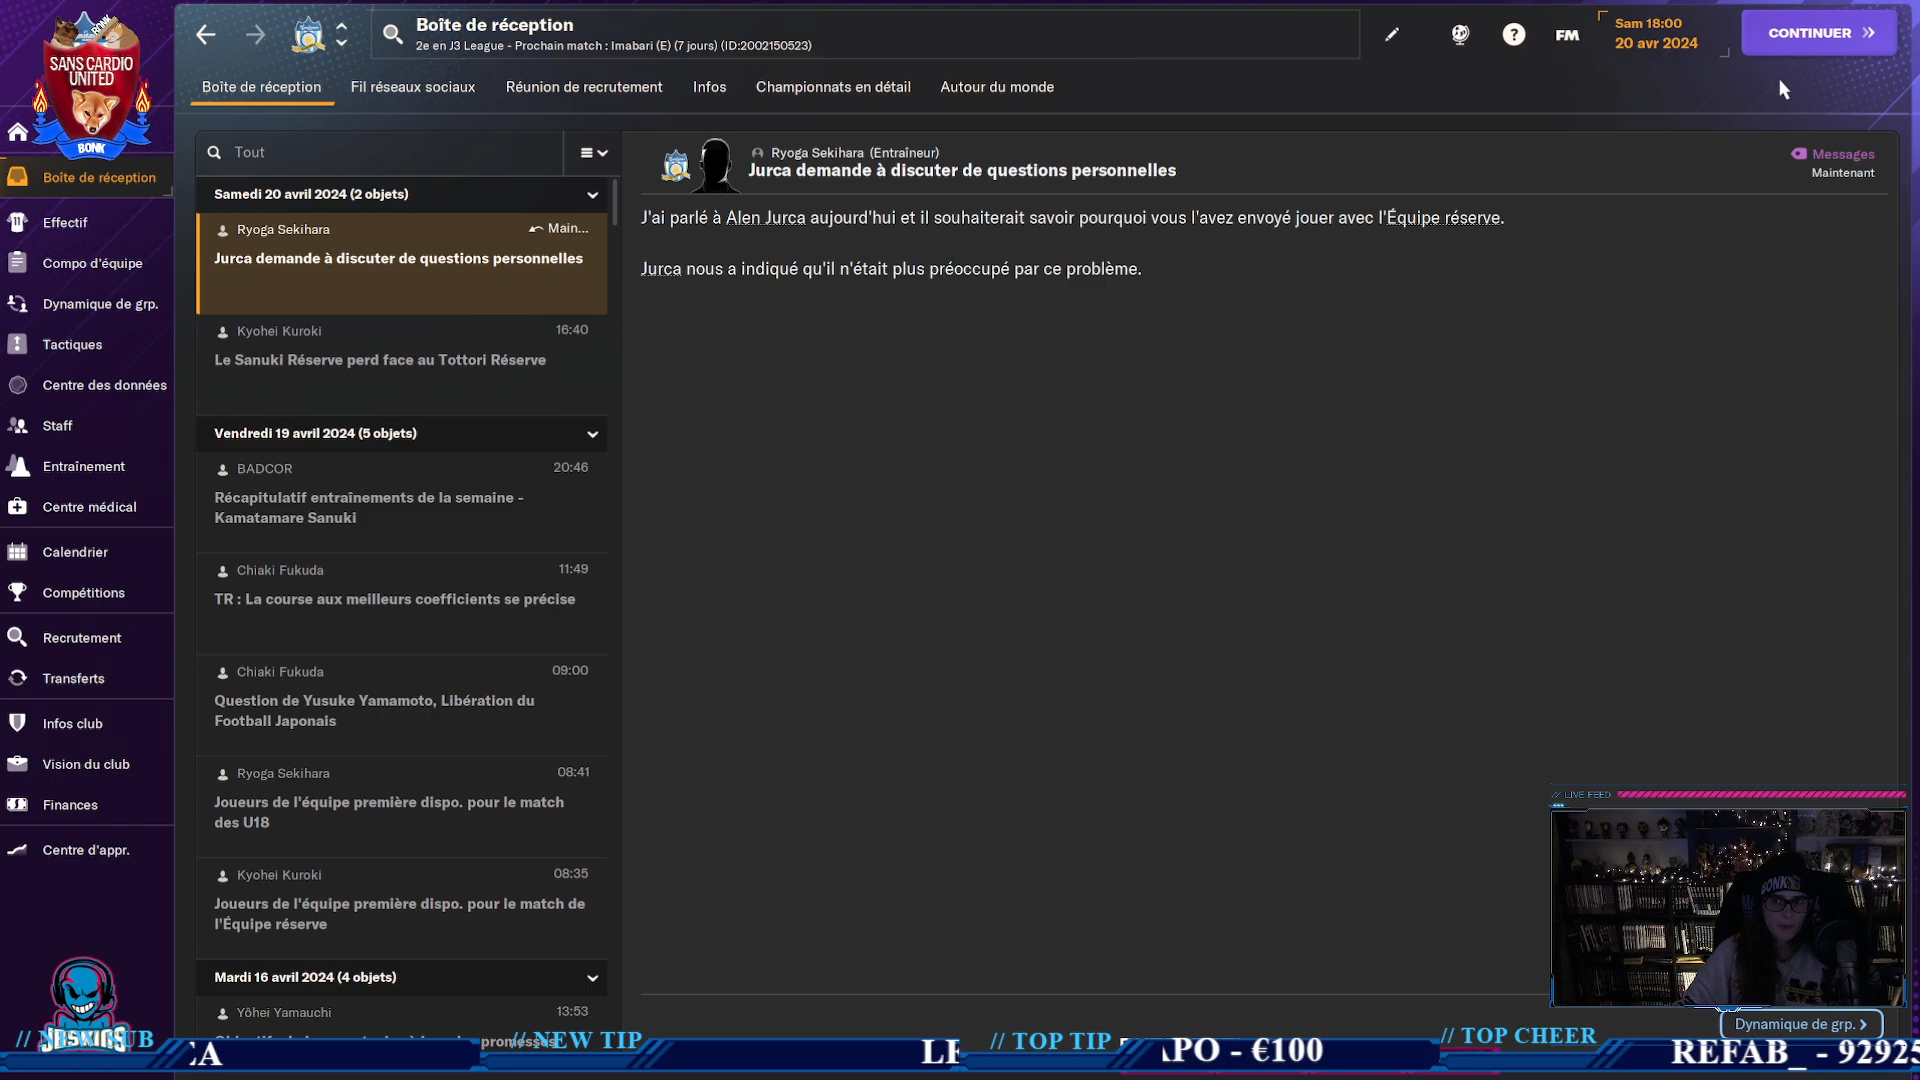 BONK
SANS CARDIO
UNITED
BONK
Boîte de réception
2e en J3 League - Prochain match : Imabari (E) (7 jours) (ID:2002150523)
FM
Sam 18:00
20 avr 2024
CONTINUER
Boîte de réception
Fil réseaux sociaux
Réunion de recrutement
Infos
Championnats en détail
Autour du monde
Boîte de réception
Effectif
Compo d'équipe
Dynamique de grp.
Tactiques
Centre des données
Staff
Entraînement
Centre médical
Calendrier
Compétitions
Recrutement
Transferts
Infos club
Vision du club
Finances
Centre d'appr.
Tout
Samedi 20 avril 2024 (2 objets)
Ryoga Sekihara
Main...
Jurca demande à discuter de questions personnelles
Kyohei Kuroki
16:40
Le Sanuki Réserve perd face au Tottori Réserve
Vendredi 19 avril 2024 (5 objets)
BADCOR
20:46
Récapitulatif entraînements de la semaine -
Kamatamare Sanuki
Chiaki Fukuda
11:49
TR : La course aux meilleurs coefficients se précise
Chiaki Fukuda
09:00
Question de Yusuke Yamamoto, Libération du
Football Japonais
Ryoga Sekihara
08:41
Joueurs de l'équipe première dispo. pour le match
des U18
Kyohei Kuroki
08:35
Joueurs de l'équipe première dispo. pour le match de
l'Équipe réserve
Mardi 16 avril 2024 (4 objets)
Yôhei Yamauchi
13:53
Ryoga Sekihara (Entraîneur)
Jurca demande à discuter de questions personnelles
Messages
Maintenant
J'ai parlé à Alen Jurca aujourd'hui et il souhaiterait savoir pourquoi vous l'avez envoyé jouer avec l'Équipe réserve.
Jurca nous a indiqué qu'il n'était plus préoccupé par ce problème.
// LIVE FEED
BONK
Dynamique de grp.
// NEW SUB
// NEW TIP
// TOP TIP
// TOP CHEER
APO - €100
REFAB_ - 92925